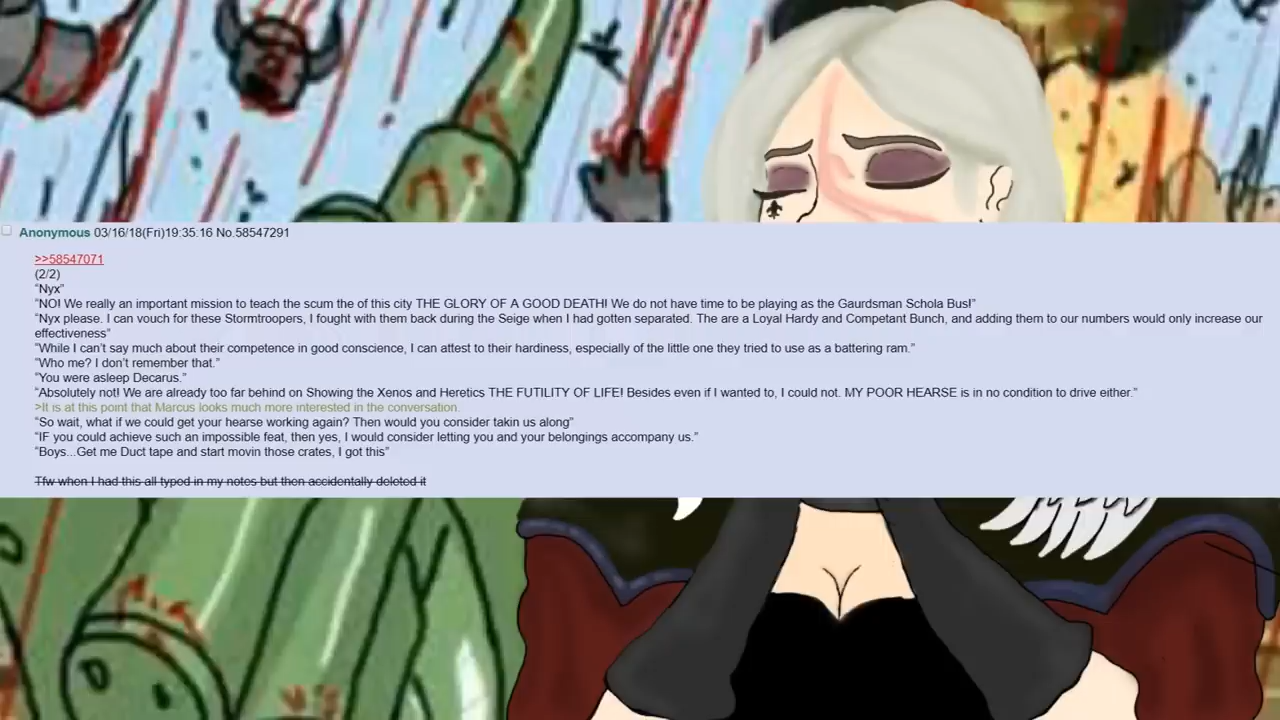 Anonymous 03/16/18(Fri)19:35:16 No.58547291
>>58547071
(2/2)
“Nyx”
“NO! We really an important mission to teach the scum the of this city THE GLORY OF A GOOD DEATH! We do not have time to be playing as the Gaurdsman Schola Bus!”
“Nyx please. I can vouch for these Stormtroopers, I fought with them back during the Seige when I had gotten separated. The are a Loyal Hardy and Competant Bunch, and adding them to our numbers would only increase our
effectiveness”
“While I can’t say much about their competence in good conscience, I can attest to their hardiness, especially of the little one they tried to use as a battering ram.”
“Who me? I don’t remember that.”
“You were asleep Decarus.”
“Absolutely not! We are already too far behind on Showing the Xenos and Heretics THE FUTILITY OF LIFE! Besides even if I wanted to, I could not. MY POOR HEARSE is in no condition to drive either.”
>It is at this point that Marcus looks much more interested in the conversation.
“So wait, what if we could get your hearse working again? Then would you consider takin us along”
“IF you could achieve such an impossible feat, then yes, I would consider letting you and your belongings accompany us.”
“Boys...Get me Duct tape and start movin those crates, I got this”
Tfw when I had this all typed in my notes but then accidentally deleted it